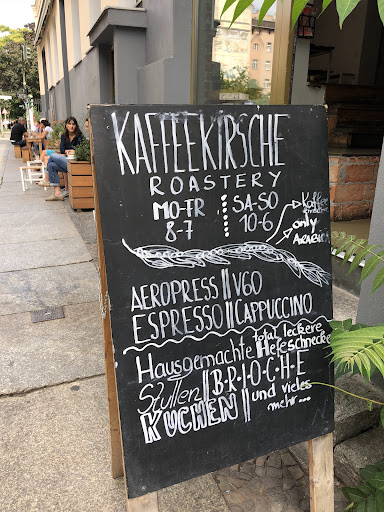 KAFFEEKIRSCHE
ROASTERY
MO-FR SA-SO
8-7 10-6
Kaffee
only
AEROPRESS || V60
ESPRESSO || CAPPUCCINO
Hausgemachte total leckere
Hefeschnecke
Stullen || B·R·I·O·C·H·E
KUCHEN || und vieles
mehr...